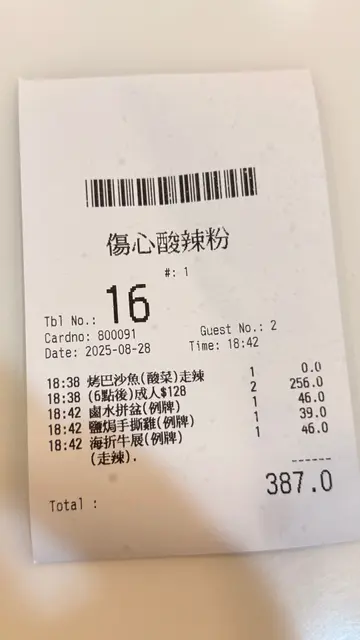 傷心酸辣粉
#: 1
Tbl No.: 16
Cardno: 800091 Guest No.: 2
Date: 2025-08-28 Time: 18:42
18:38 烤巴沙魚(酸菜)走辣 1 0.0
18:38 (6點後)成人$128 2 256.0
18:42 鹵水拼盆(例牌) 1 46.0
18:42 鹽焗手撕雞(例牌) 1 39.0
18:42 海折牛展(例牌) 1 46.0
(走辣).
------
387.0
Total :